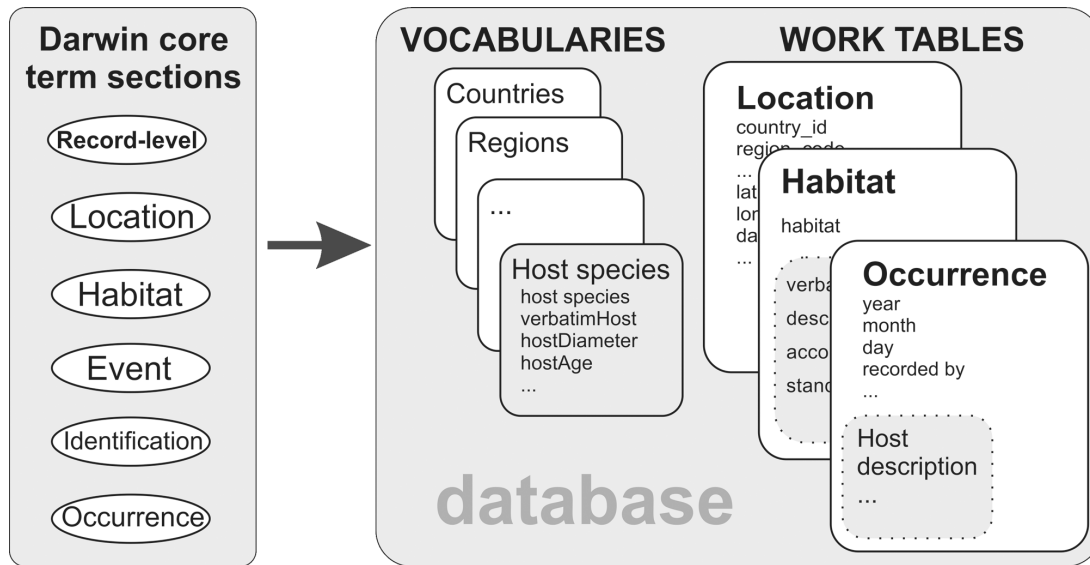 Darwin core
term sections
Record-level
Location
Habitat
Event
Identification
Occurrence
VOCABULARIES
Countries
Regions
...
Host species
host species
verbatimHost
hostDiameter
hostAge
...
WORK TABLES
Location
country_id
region_code
...
...
Habitat
habitat
Occurrence
year
month
day
recorded by
...
Host
description
...
database